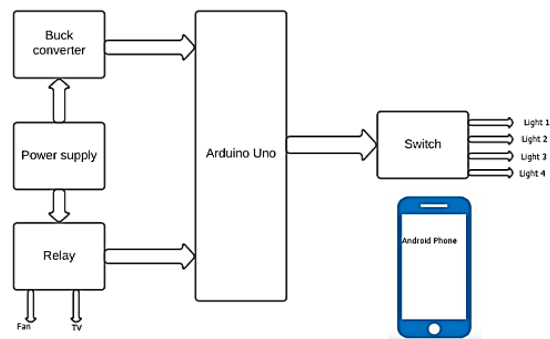 Buck
converter
Power supply
Relay
Fan
TV
Arduino Uno
Switch
Light 1
Light 2
Light 3
Light 4
Android Phone